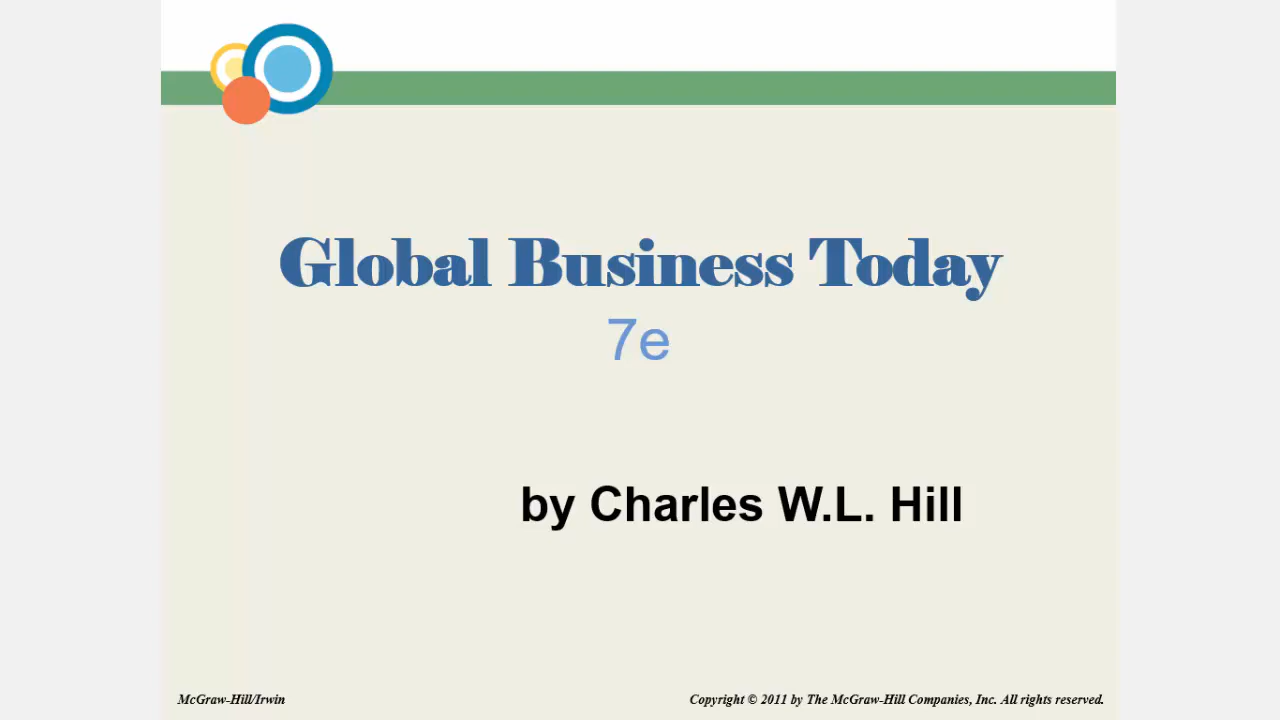 Global Business Today
7e
by Charles W.L. Hill
McGraw-Hill/Irwin
Copyright © 2011 by The McGraw-Hill Companies, Inc. All rights reserved.